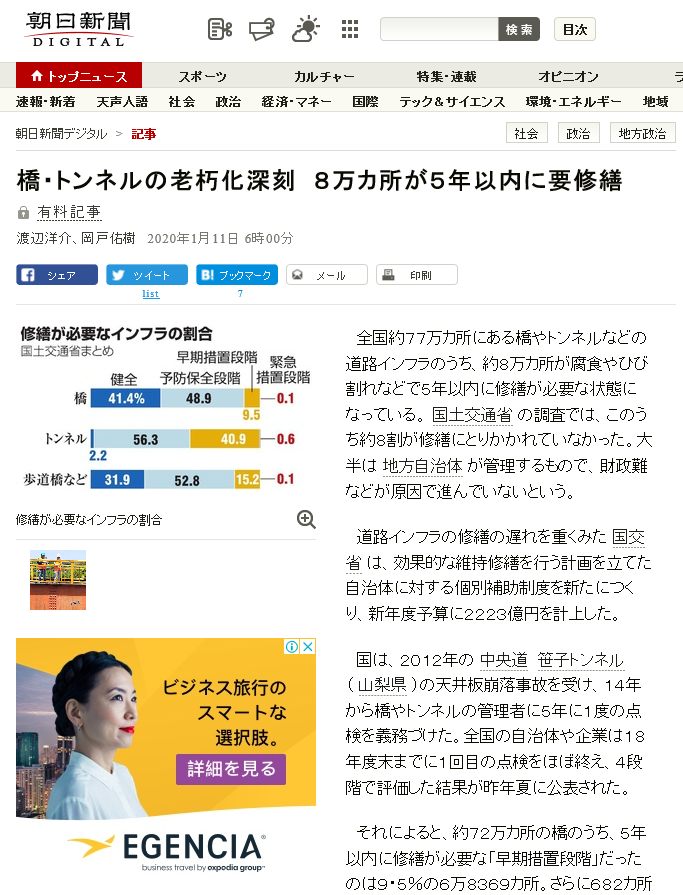 朝日新聞
DIGITAL
検索
目次
トップニュース スポーツ カルチャー 特集・連載 オピニオン
速報・新着 天声人語 社会 政治 経済・マネー 国際 テック＆サイエンス 環境・エネルギー 地域
朝日新聞デジタル > 記事
社会 政治 地方政治
橋・トンネルの老朽化深刻　８万カ所が５年以内に要修繕
有料記事
渡辺洋介、岡戸佑樹 2020年1月11日 6時00分
シェア ツイート B! ブックマーク メール 印刷
list 7
修繕が必要なインフラの割合
国土交通省まとめ
早期措置段階 緊急
健全 予防保全段階 措置段階
橋 41.4% 48.9 0.1
9.5
トンネル 56.3 40.9 0.6
2.2
歩道橋など 31.9 52.8 15.2 0.1
修繕が必要なインフラの割合
ビジネス旅行の
スマートな
選択肢。
詳細を見る
EGENCIA
business travel by expedia group
全国約７７万カ所にある橋やトンネルなどの
道路インフラのうち、約８万カ所が腐食やひび
割れなどで５年以内に修繕が必要な状態に
なっている。国土交通省の調査では、このう
ち約８割が修繕にとりかかれていなかった。大
半は地方自治体が管理するもので、財政難
などが原因で進んでいないという。
道路インフラの修繕の遅れを重くみた国交
省は、効果的な維持修繕を行う計画を立てた
自治体に対する個別補助制度を新たにつく
り、新年度予算に２２２３億円を計上した。
国は、２０１２年の中央道　笹子トンネル
（山梨県）の天井板崩落事故を受け、１４年
から橋やトンネルの管理者に５年に１度の点
検を義務づけた。全国の自治体や企業は１８
年度末までに１回目の点検をほぼ終え、４段
階で評価した結果が昨年夏に公表された。
それによると、約７２万カ所の橋のうち、５年
以内に修繕が必要な「早期措置段階」だった
のは９・５％の６万８３６９カ所。さらに６８２カ所